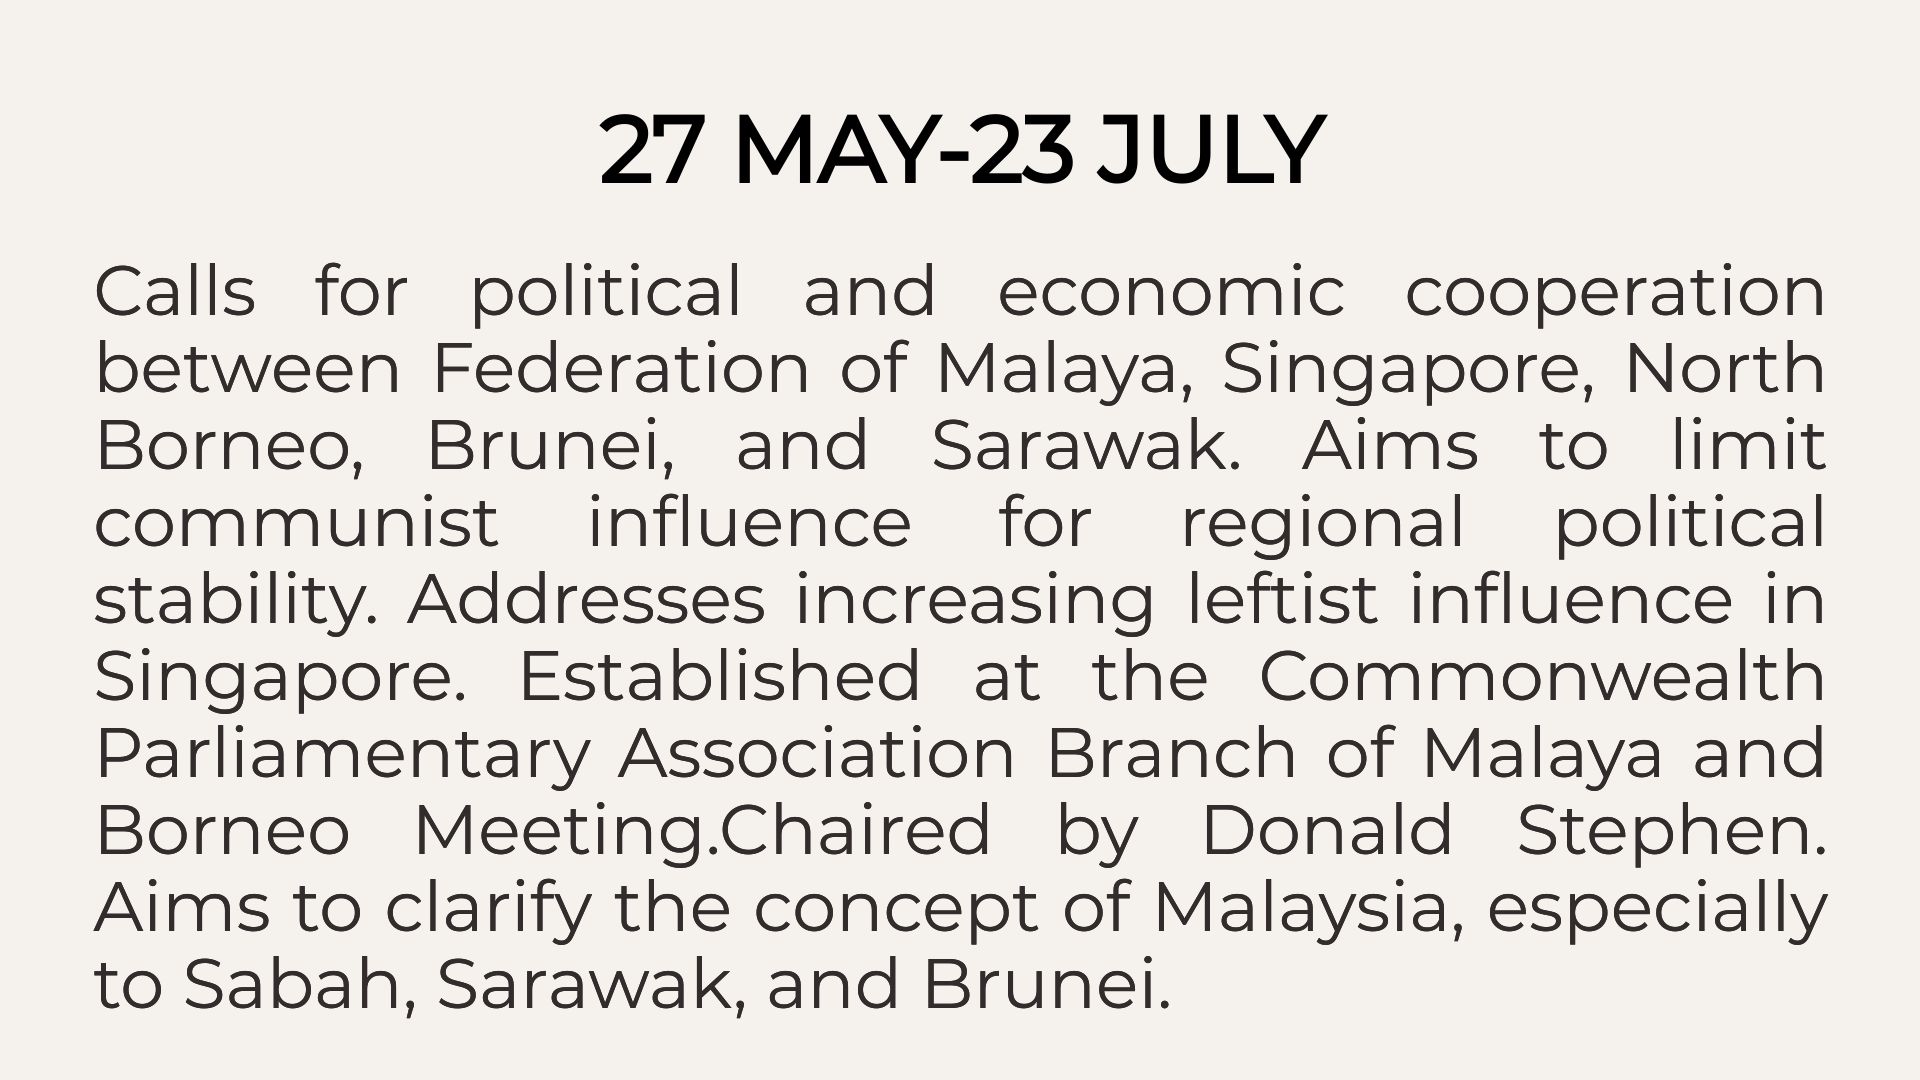 27 MAY-23 JULY
Calls for political and economic cooperation
between Federation of Malaya, Singapore, North
Borneo, Brunei, and Sarawak. Aims to limit
communist influence for regional political
stability. Addresses increasing leftist influence in
Singapore. Established at the Commonwealth
Parliamentary Association Branch of Malaya and
Borneo Meeting.Chaired by Donald Stephen.
Aims to clarify the concept of Malaysia, especially
to Sabah, Sarawak, and Brunei.